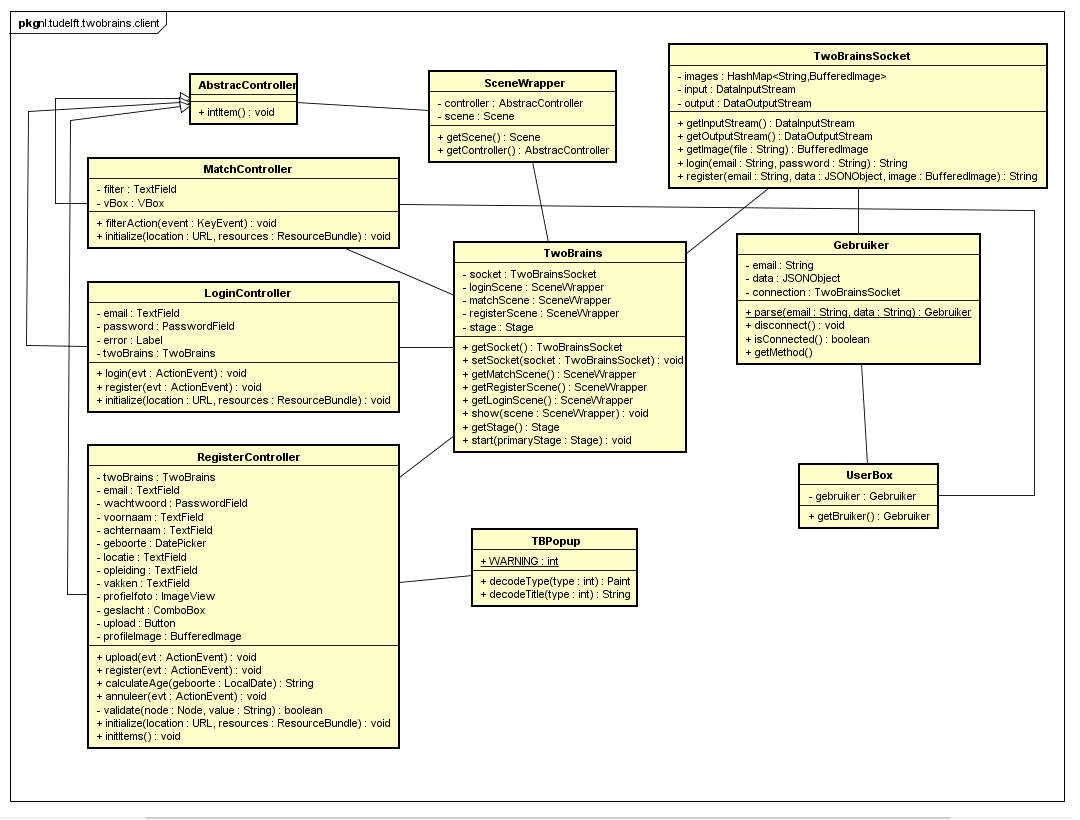 pkg nl.tudelft.twobrains.client
AbstracController
+ intItem() : void
SceneWrapper
- controller : AbstracController
- scene : Scene
+ getScene() : Scene
+ getController() : AbstracController
TwoBrainsSocket
- images : HashMap<String,BufferedImage>
- input : DataInputStream
- output : DataOutputStream
+ getInputStream() : DataInputStream
+ getOutputStream() : DataOutputStream
+ getImage(file : String) : BufferedImage
+ login(email : String, password : String) : String
+ register(email : String, data : JSONObject, image : BufferedImage) : String
MatchController
- filter : TextField
- vBox : VBox
+ filterAction(event : KeyEvent) : void
+ initialize(location : URL, resources : ResourceBundle) : void
TwoBrains
- socket : TwoBrainsSocket
- loginScene : SceneWrapper
- matchScene : SceneWrapper
- registerScene : SceneWrapper
- stage : Stage
+ getSocket() : TwoBrainsSocket
+ setSocket(socket : TwoBrainsSocket) : void
+ getMatchScene() : SceneWrapper
+ getRegisterScene() : SceneWrapper
+ getLoginScene() : SceneWrapper
+ show(scene : SceneWrapper) : void
+ getStage() : Stage
+ start(primaryStage : Stage) : void
Gebruiker
- email : String
- data : JSONObject
- connection : TwoBrainsSocket
+ parse(email : String, data : String) : Gebruiker
+ disconnect() : void
+ isConnected() : boolean
+ getMethod()
LoginController
- email : TextField
- password : PasswordField
- error : Label
- twoBrains : TwoBrains
+ login(evt : ActionEvent) : void
+ register(evt : ActionEvent) : void
+ initialize(location : URL, resources : ResourceBundle) : void
RegisterController
- twoBrains : TwoBrains
- email : TextField
- wachtwoord : PasswordField
- voornaam : TextField
- achternaam : TextField
- geboorte : DatePicker
- locatie : TextField
- opleiding : TextField
- vakken : TextField
- profielfoto : ImageView
- geslacht : ComboBox
- upload : Button
- profileImage : BufferedImage
+ upload(evt : ActionEvent) : void
+ register(evt : ActionEvent) : void
+ calculateAge(geboorte : LocalDate) : String
+ annuleer(evt : ActionEvent) : void
- validate(node : Node, value : String) : boolean
+ initialize(location : URL, resources : ResourceBundle) : void
+ initItems() : void
UserBox
- gebruiker : Gebruiker
+ getBruiker() : Gebruiker
TBPopup
+ WARNING : int
+ decodeType(type : int) : Paint
+ decodeTitle(type : int) : String